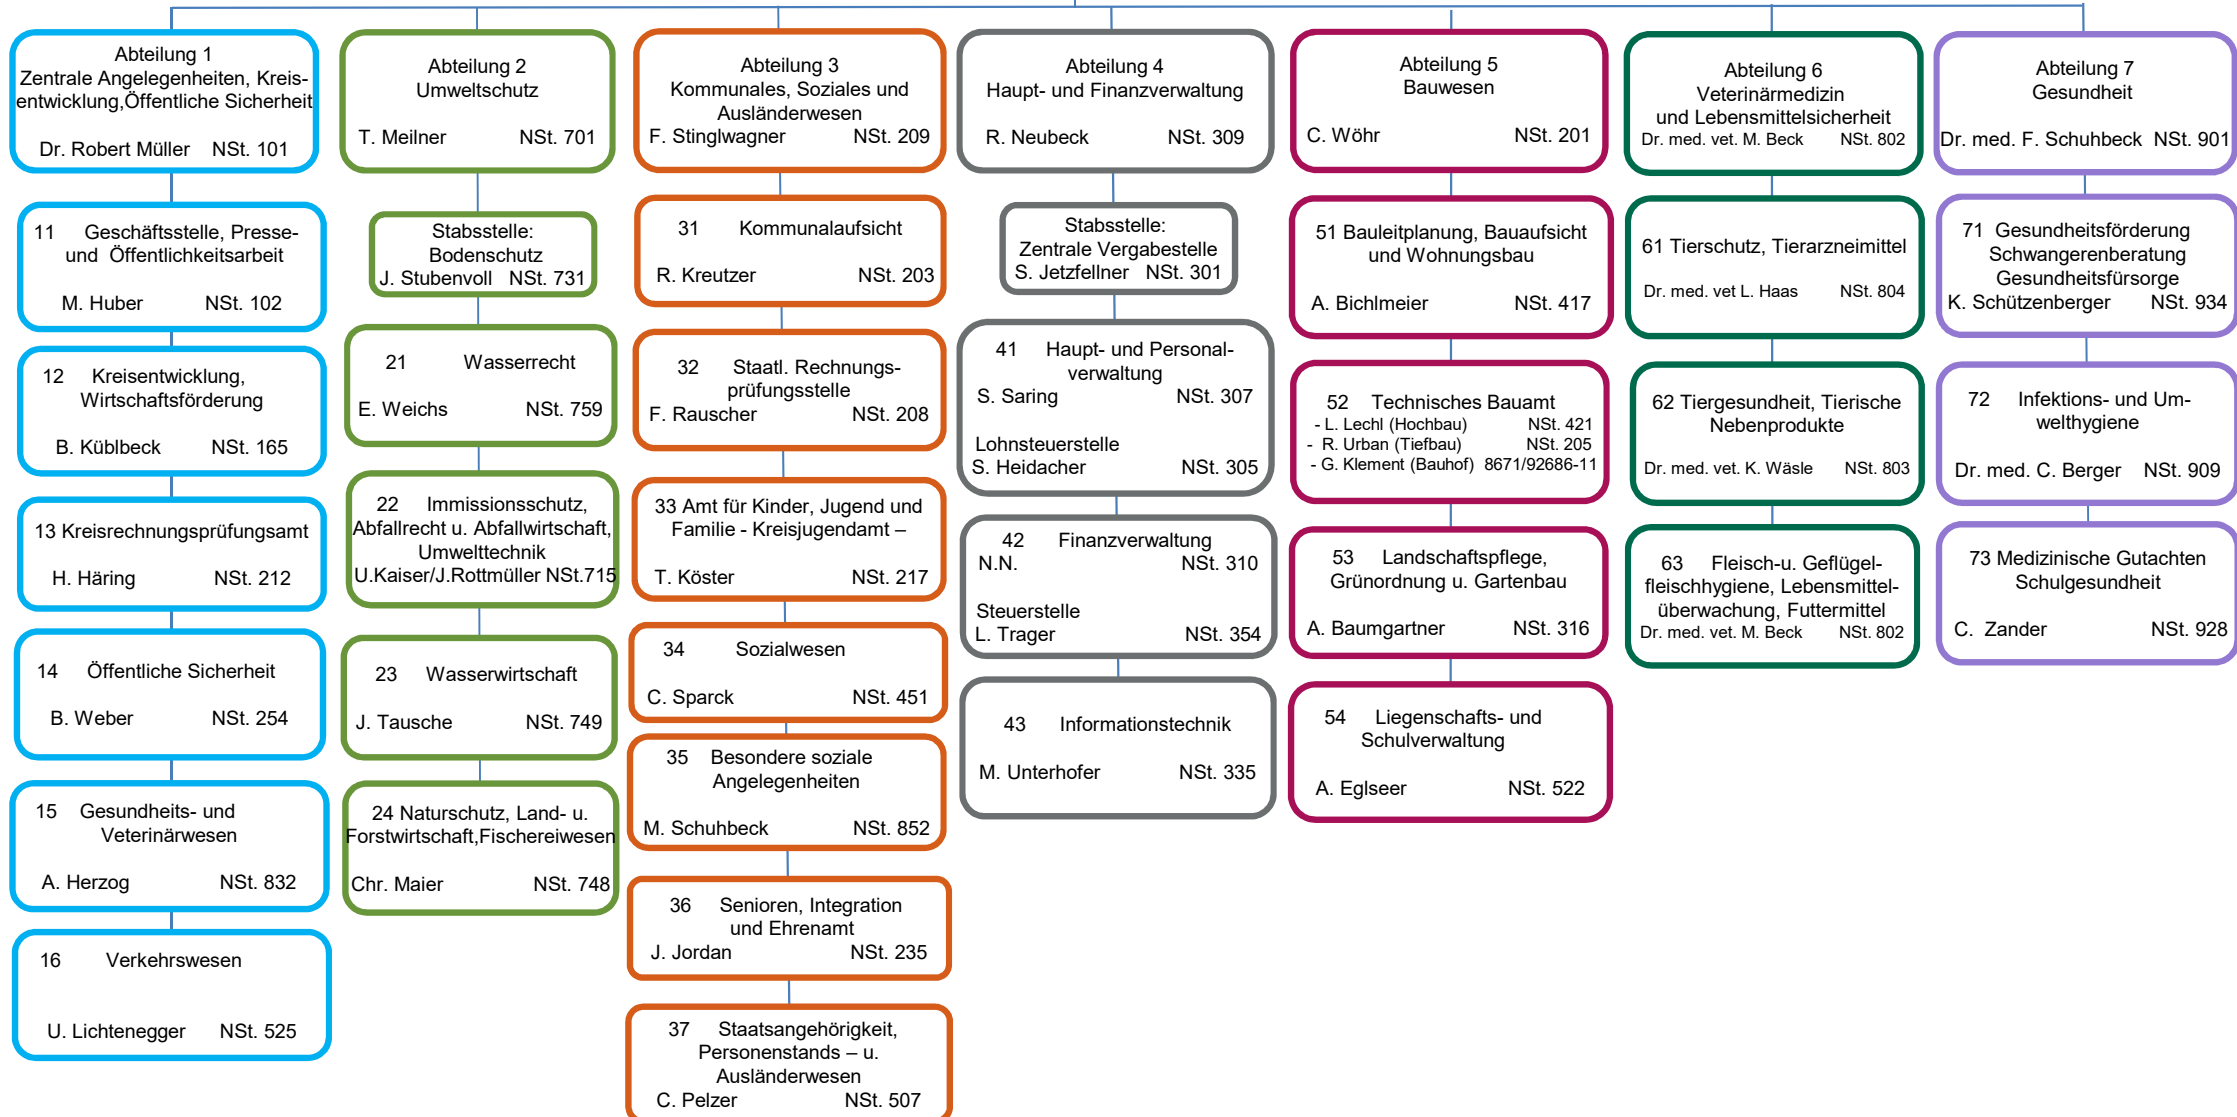 Abteilung 1
Zentrale Angelegenheiten, Kreis-
entwicklung,Öffentliche Sicherheit
Dr. Robert Müller NSt. 101
11 Geschäftsstelle, Presse-
und Öffentlichkeitsarbeit
M. Huber NSt. 102
12 Kreisentwicklung,
Wirtschaftsförderung
B. Küblbeck NSt. 165
13 Kreisrechnungsprüfungsamt
H. Häring NSt. 212
14 Öffentliche Sicherheit
B. Weber NSt. 254
15 Gesundheits- und
Veterinärwesen
A. Herzog NSt. 832
16 Verkehrswesen
U. Lichtenegger NSt. 525
Abteilung 2
Umweltschutz
T. Meilner NSt. 701
Stabsstelle:
Bodenschutz
J. Stubenvoll NSt. 731
21 Wasserrecht
E. Weichs NSt. 759
22 Immissionsschutz,
Abfallrecht u. Abfallwirtschaft,
Umwelttechnik
U.Kaiser/J.Rottmüller NSt.715
23 Wasserwirtschaft
J. Tausche NSt. 749
24 Naturschutz, Land- u.
Forstwirtschaft,Fischereiwesen
Chr. Maier NSt. 748
Abteilung 3
Kommunales, Soziales und
Ausländerwesen
F. Stinglwagner NSt. 209
31 Kommunalaufsicht
R. Kreutzer NSt. 203
32 Staatl. Rechnungs-
prüfungsstelle
F. Rauscher NSt. 208
33 Amt für Kinder, Jugend und
Familie - Kreisjugendamt –
T. Köster NSt. 217
34 Sozialwesen
C. Sparck NSt. 451
35 Besondere soziale
Angelegenheiten
M. Schuhbeck NSt. 852
36 Senioren, Integration
und Ehrenamt
J. Jordan NSt. 235
37 Staatsangehörigkeit,
Personenstands – u.
Ausländerwesen
C. Pelzer NSt. 507
Abteilung 4
Haupt- und Finanzverwaltung
R. Neubeck NSt. 309
Stabsstelle:
Zentrale Vergabestelle
S. Jetzfellner NSt. 301
41 Haupt- und Personal-
verwaltung
S. Saring NSt. 307
Lohnsteuerstelle
S. Heidacher NSt. 305
42 Finanzverwaltung
N.N. NSt. 310
Steuerstelle
L. Trager NSt. 354
43 Informationstechnik
M. Unterhofer NSt. 335
Abteilung 5
Bauwesen
C. Wöhr NSt. 201
51 Bauleitplanung, Bauaufsicht
und Wohnungsbau
A. Bichlmeier NSt. 417
52 Technisches Bauamt
- L. Lechl (Hochbau) NSt. 421
- R. Urban (Tiefbau) NSt. 205
- G. Klement (Bauhof) 8671/92686-11
53 Landschaftspflege,
Grünordnung u. Gartenbau
A. Baumgartner NSt. 316
54 Liegenschafts- und
Schulverwaltung
A. Eglseer NSt. 522
Abteilung 6
Veterinärmedizin
und Lebensmittelsicherheit
Dr. med. vet. M. Beck NSt. 802
61 Tierschutz, Tierarzneimittel
Dr. med. vet L. Haas NSt. 804
62 Tiergesundheit, Tierische
Nebenprodukte
Dr. med. vet. K. Wäsle NSt. 803
63 Fleisch-u. Geflügel-
fleischhygiene, Lebensmittel-
überwachung, Futtermittel
Dr. med. vet. M. Beck NSt. 802
Abteilung 7
Gesundheit
Dr. med. F. Schuhbeck NSt. 901
71 Gesundheitsförderung
Schwangerenberatung
Gesundheitsfürsorge
K. Schützenberger NSt. 934
72 Infektions- und Um-
welthygiene
Dr. med. C. Berger NSt. 909
73 Medizinische Gutachten
Schulgesundheit
C. Zander NSt. 928